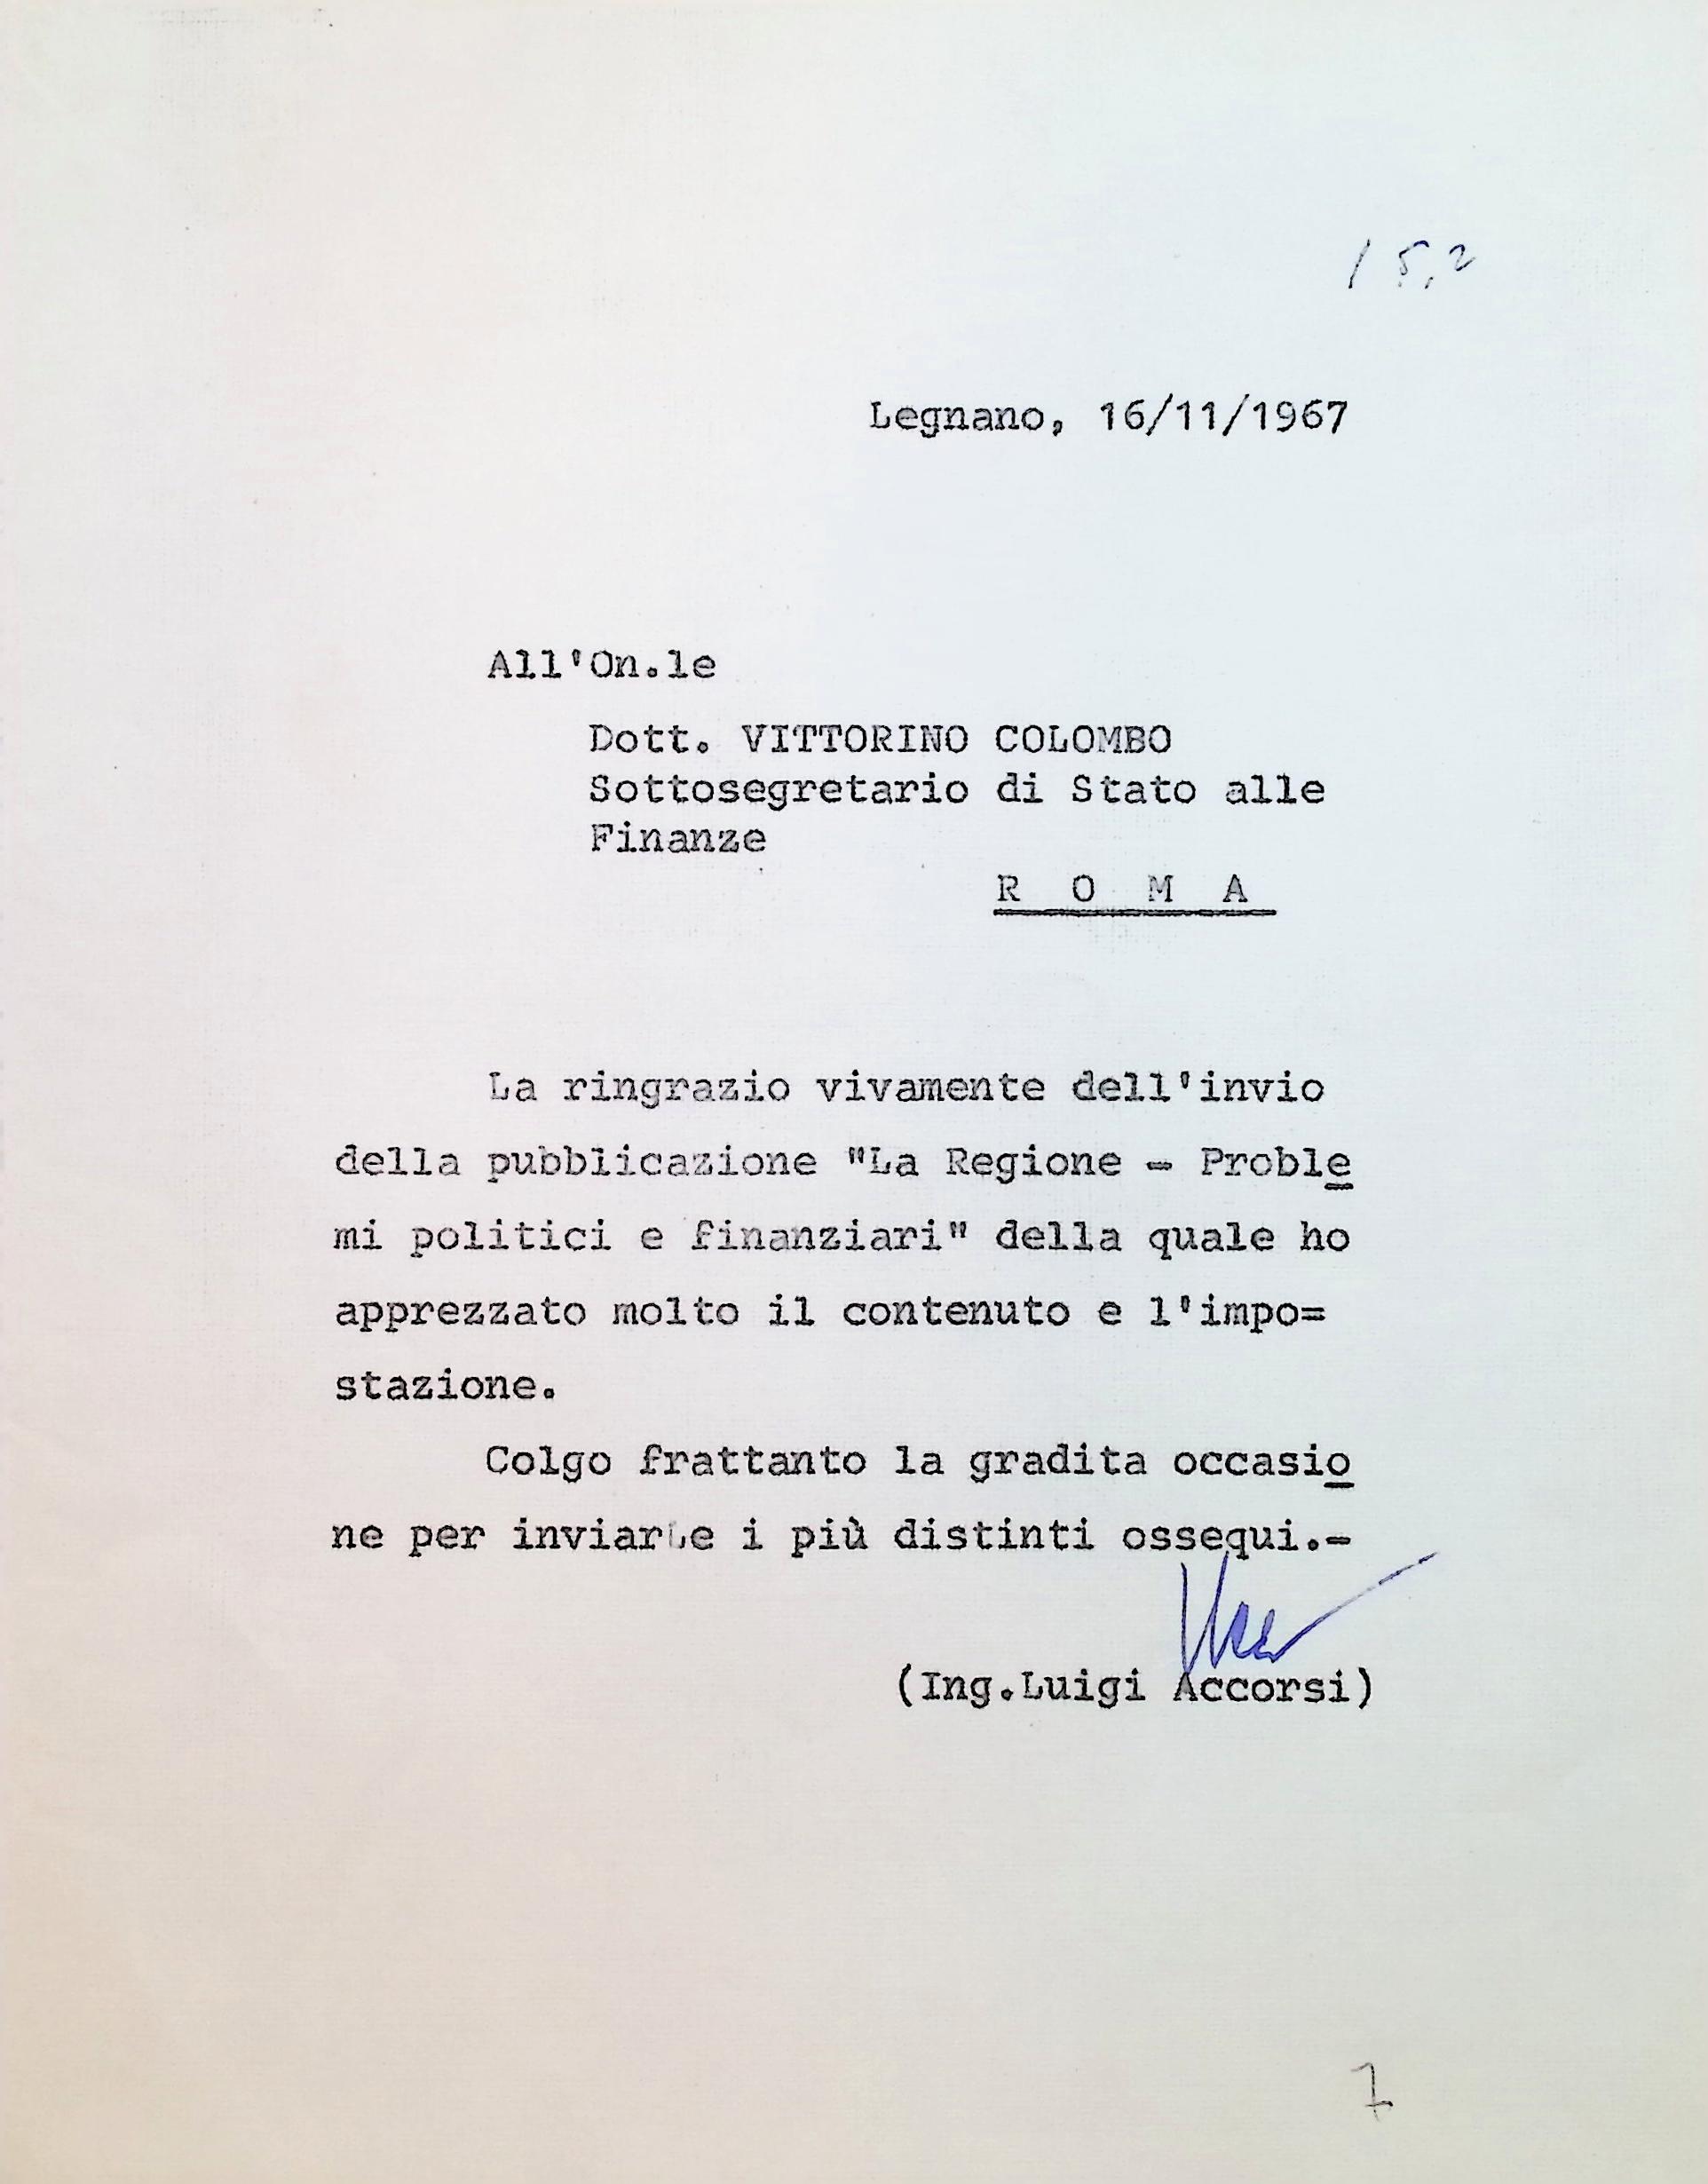 15,2
Legnano, 16/11/1967
All'On.le
Dott. VITTORINO COLOMBO
Sottosegretario di Stato alle
Finanze
R O M A
La ringrazio vivamente dell'invio
della pubblicazione "La Regione - Proble
mi politici e finanziari" della quale ho
apprezzato molto il contenuto e l'impo=
stazione.
Colgo frattanto la gradita occasio
ne per inviarLe i più distinti ossequi.-
(Ing.Luigi Accorsi)